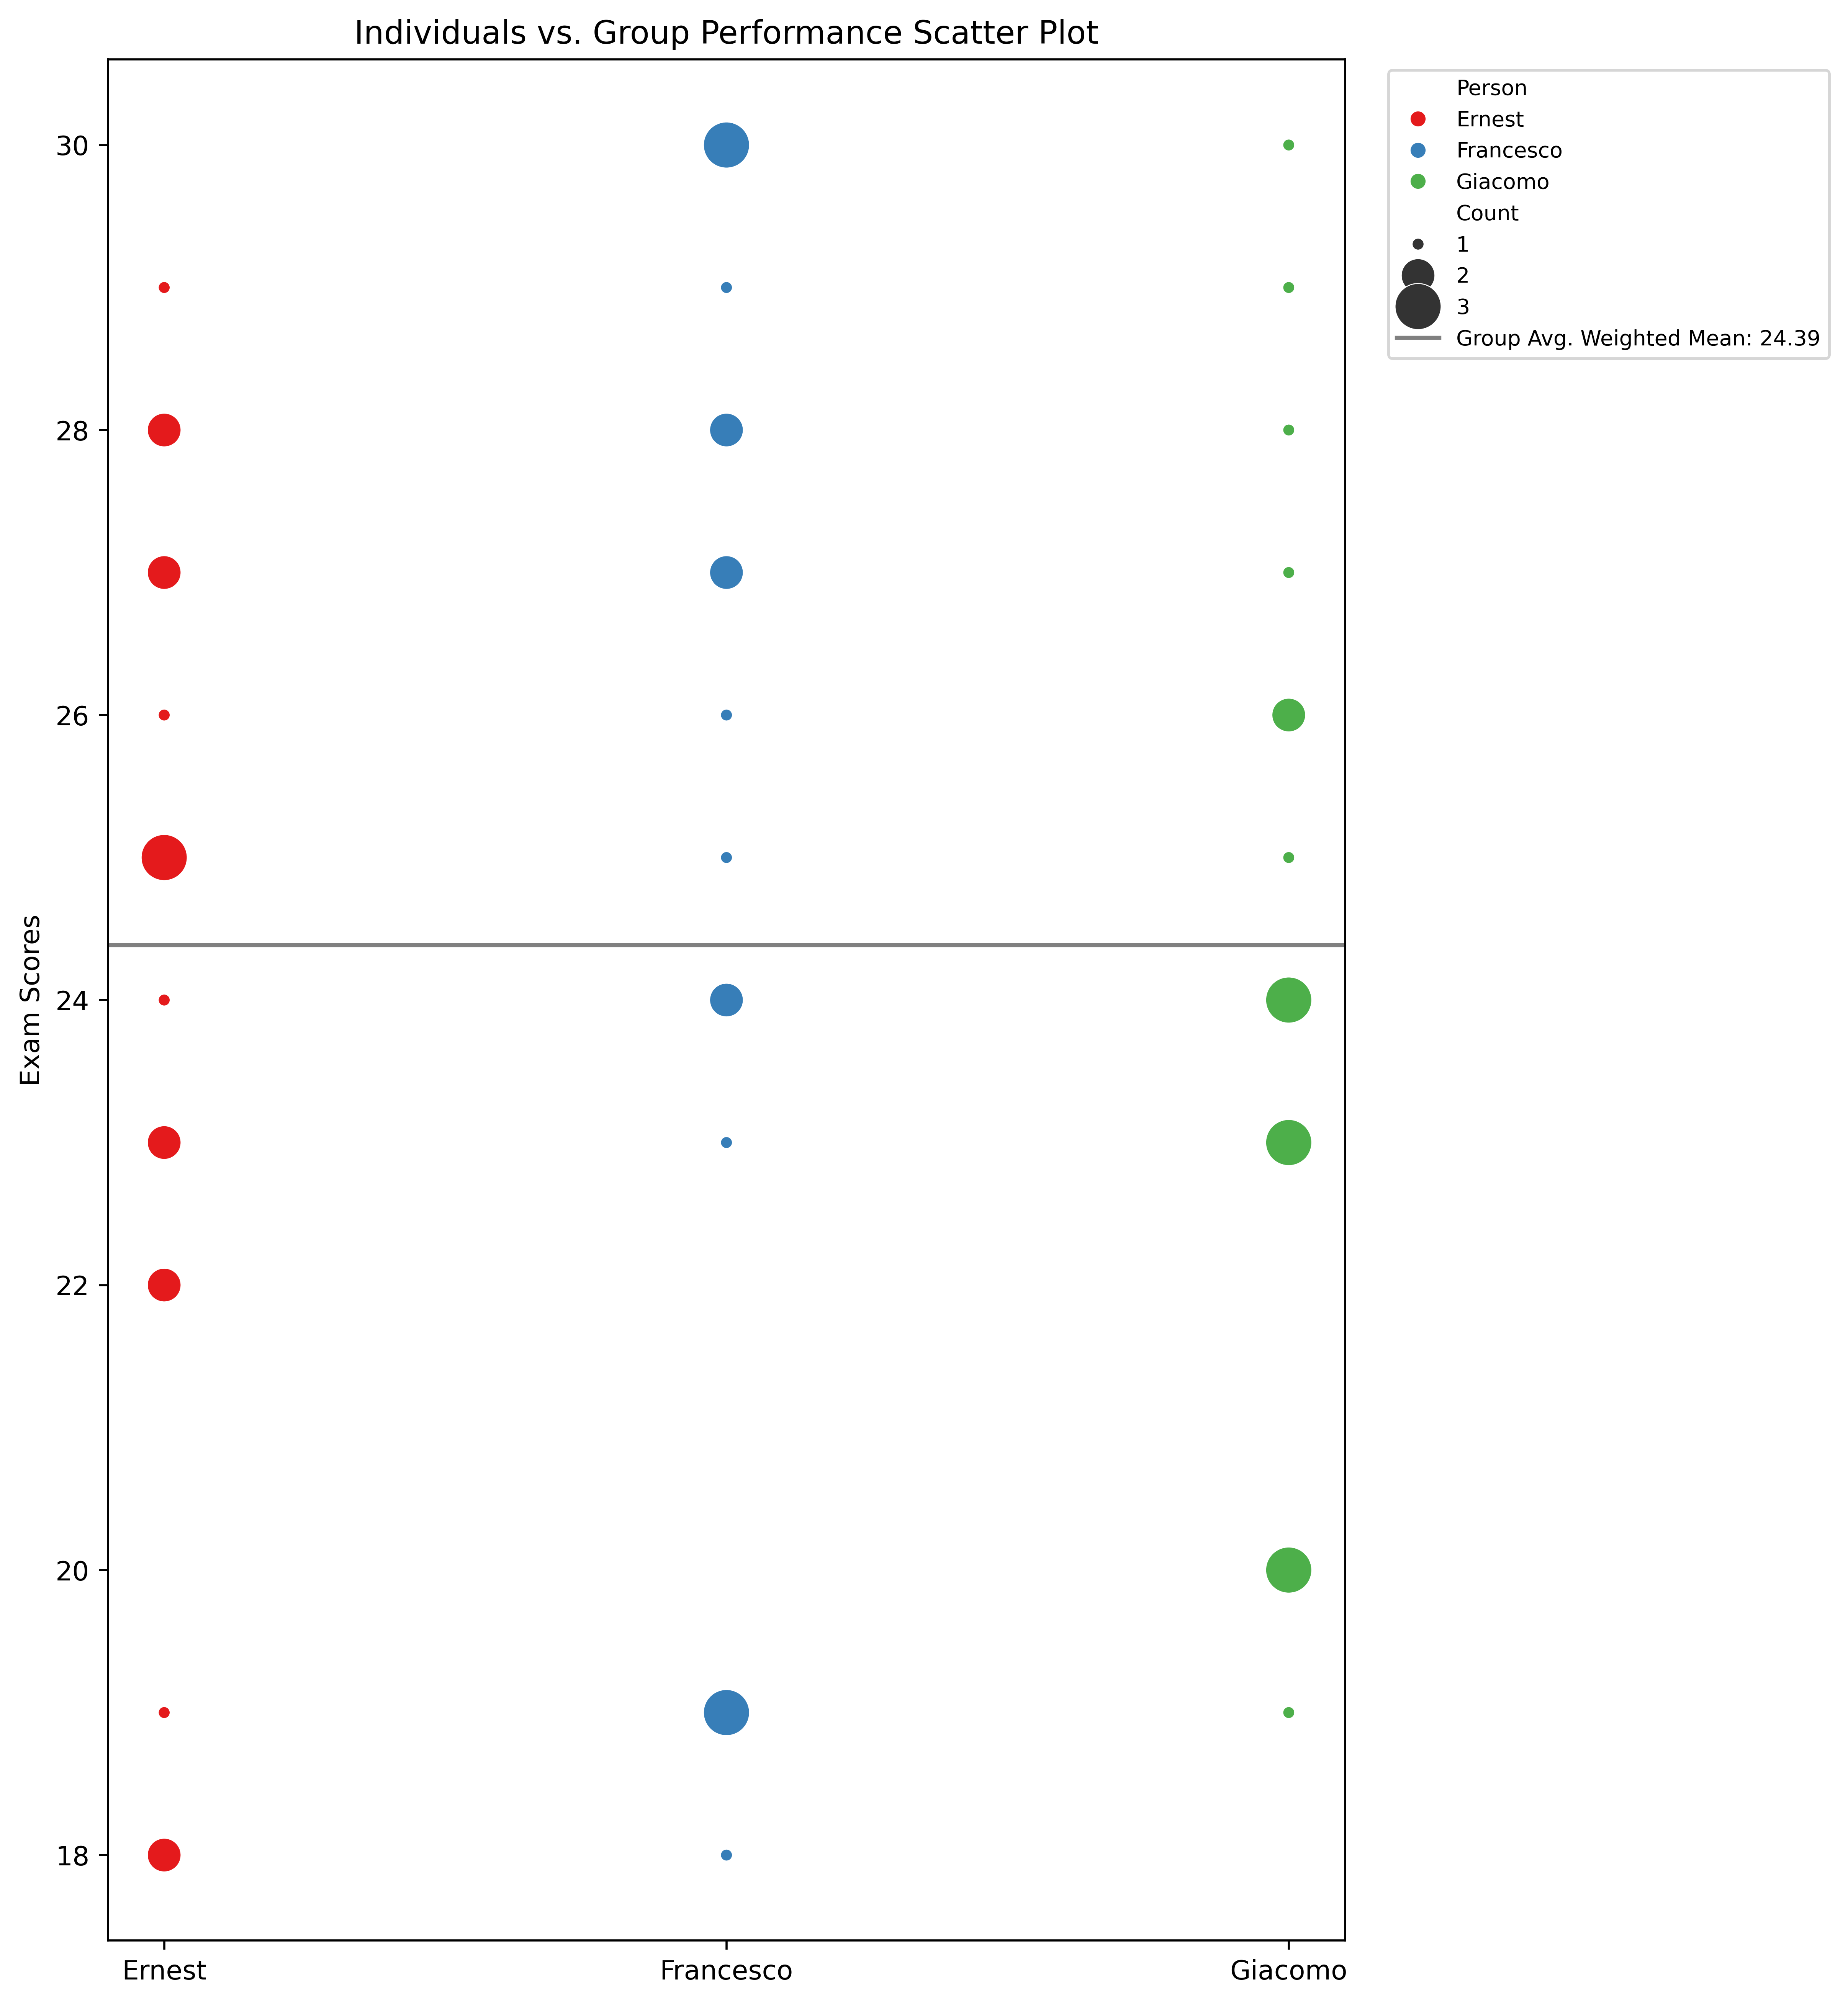 Individuals vs. Group Performance Scatter Plot
Person
Ernest
Francesco
Giacomo
Count
1
2
3
Group Avg. Weighted Mean: 24.39
Exam Scores
30
28
26
24
22
20
18
Ernest
Francesco
Giacomo